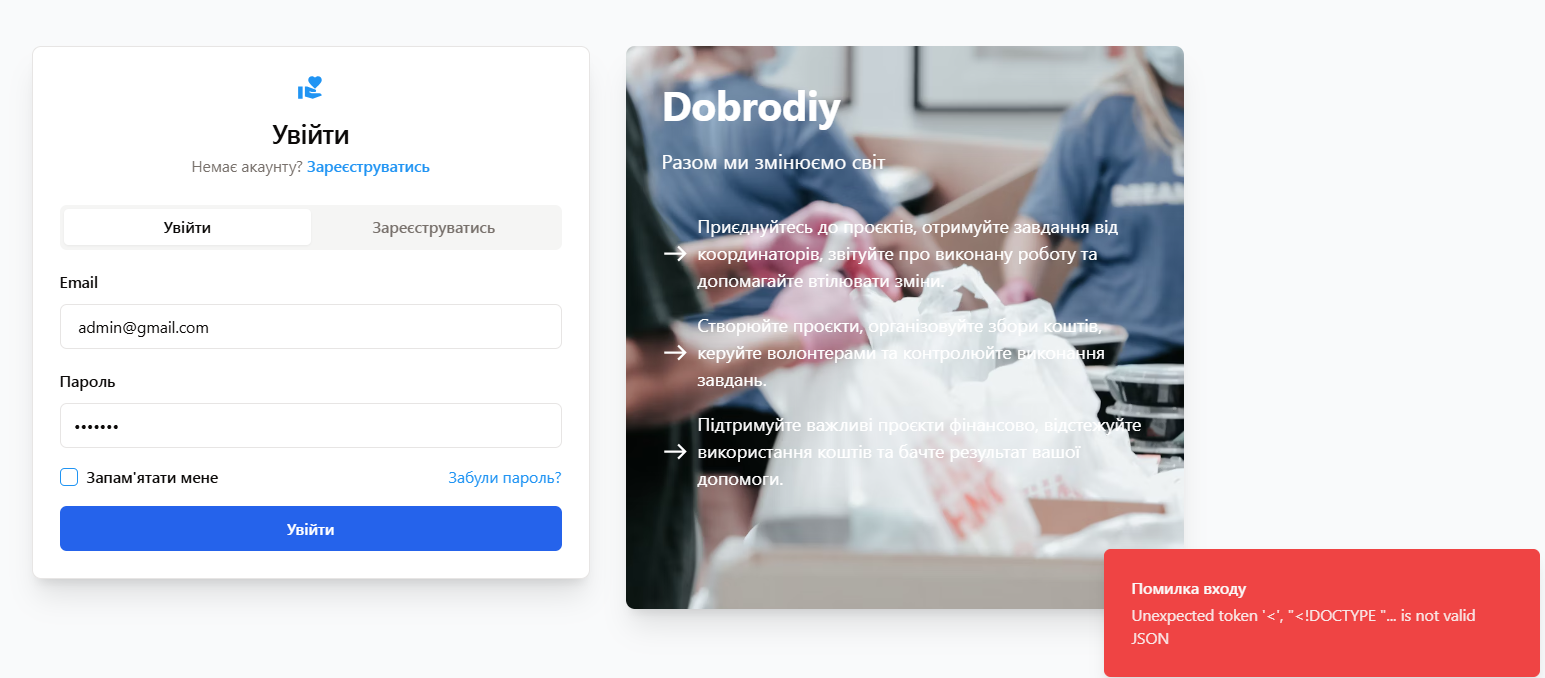 Увійти
Немає акаунту? Зареєструватись
Увійти
Зареєструватись
Email
admin@gmail.com
Пароль
•••••••
Запам'ятати мене
Забули пароль?
Увійти
Dobrodiy
Разом ми змінюємо світ
Приєднуйтесь до проєктів, отримуйте завдання від
координаторів, звітуйте про виконану роботу та
допомагайте втілювати зміни.
Створюйте проєкти, організовуйте збори коштів,
керуйте волонтерами та контролюйте виконання
завдань.
Підтримуйте важливі проєкти фінансово, відстежуйте
використання коштів та бачте результат вашої
допомоги.
Помилка входу
Unexpected token '<', "<!DOCTYPE "... is not valid
JSON